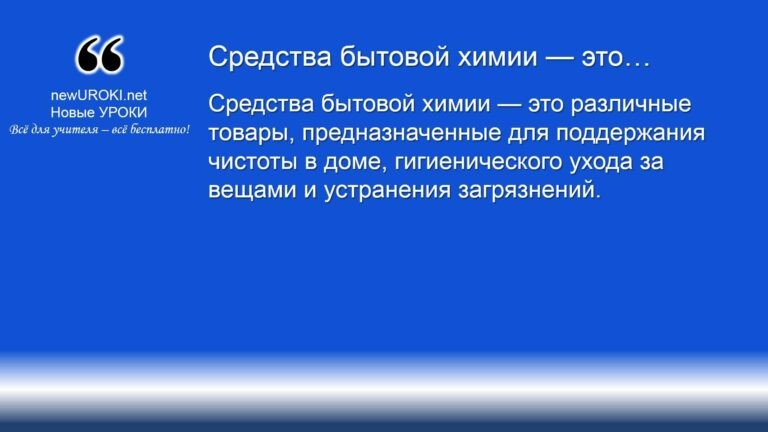 ❝
newUROKI.net
Новые УРОКИ
Всё для учителя – всё бесплатно!
Средства бытовой химии — это…
Средства бытовой химии — это различные
товары, предназначенные для поддержания
чистоты в доме, гигиенического ухода за
вещами и устранения загрязнений.